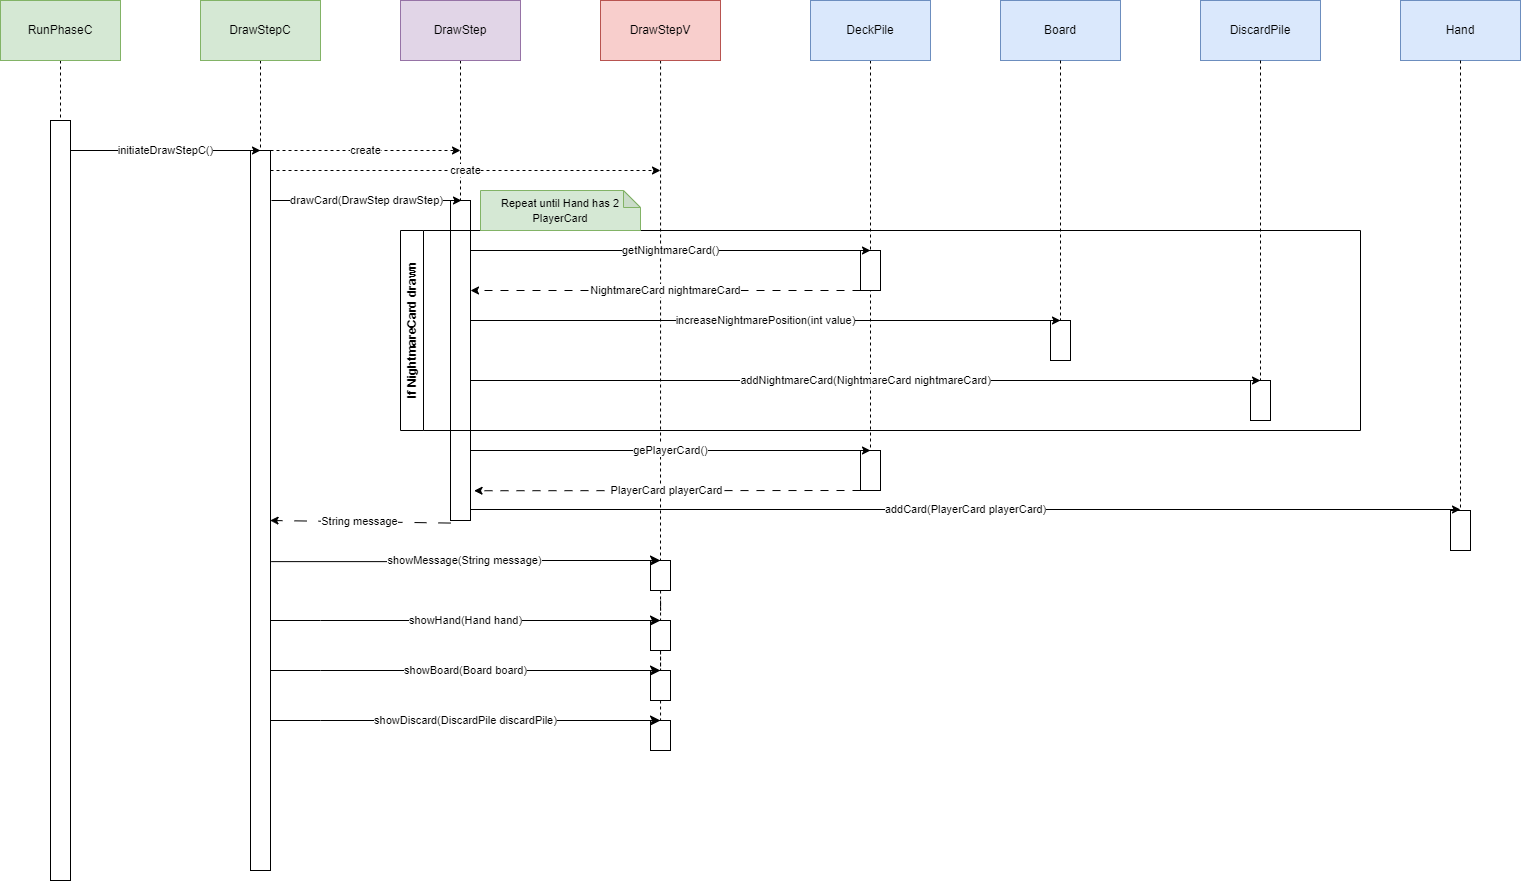 RunPhaseC
DrawStepC
DrawStep
DrawStepV
DeckPile
Board
DiscardPile
Hand
initiateDrawStepC()
create
create
drawCard(DrawStep drawStep)
Repeat until Hand has 2
PlayerCard
If NightmareCard drawn
getNightmareCard()
NightmareCard nightmareCard
increaseNightmarePosition(int value)
addNightmareCard(NightmareCard nightmareCard)
gePlayerCard()
PlayerCard playerCard
addCard(PlayerCard playerCard)
String message
showMessage(String message)
showHand(Hand hand)
showBoard(Board board)
showDiscard(DiscardPile discardPile)